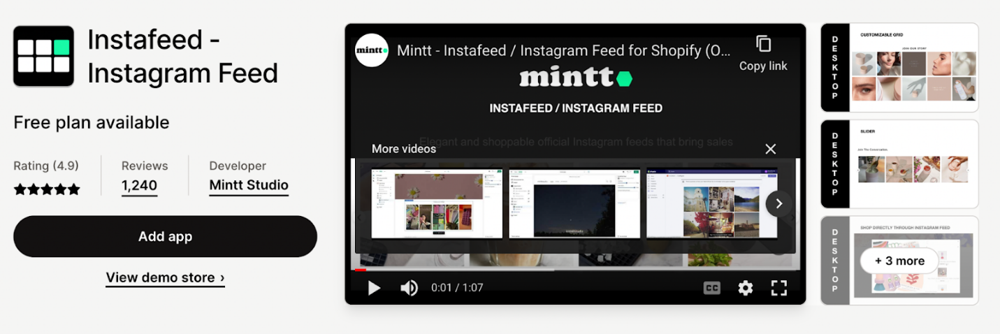 Instafeed -
Instagram Feed
Free plan available
Rating (4.9)
Reviews
1,240
Developer
Mintt Studio
Add app
View demo store ›
mintt
Mintt - Instafeed / Instagram Feed for Shopify (O...
Copy link
mintt
INSTAFEED / INSTAGRAM FEED
Elegant and shoppable official Instagram feeds that bring sales
More videos
0:01 / 1:07
CC
DESKTOP
CUSTOMIZABLE GRID
JOIN OUR STORY
DESKTOP
SLIDER
Join The Conversation.
DESKTOP
SHOP DIRECTLY THROUGH INSTAGRAM FEED
+ 3 more